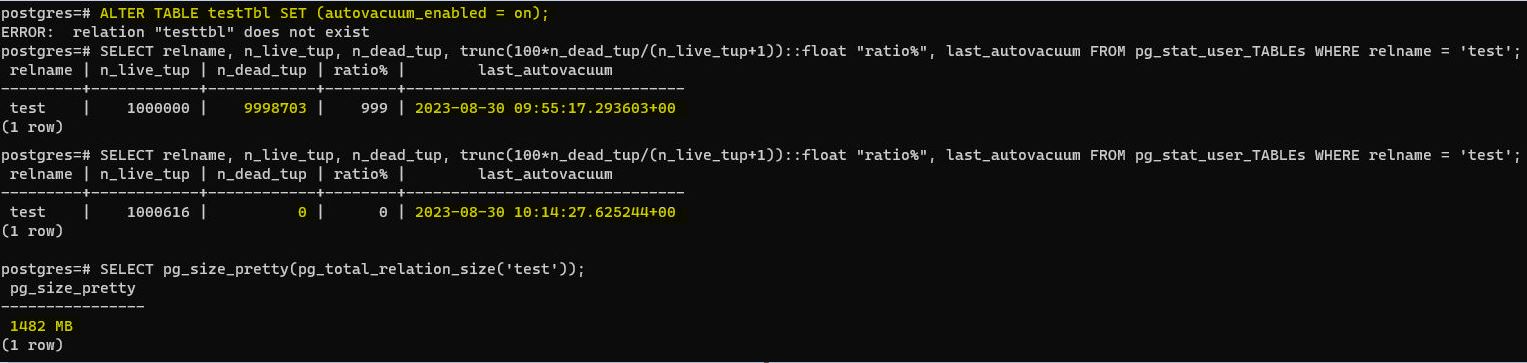 postgres=# ALTER TABLE testTbl SET (autovacuum_enabled = on);
ERROR:  relation "testtbl" does not exist
postgres=# SELECT relname, n_live_tup, n_dead_tup, trunc(100*n_dead_tup/(n_live_tup+1))::float "ratio%", last_autovacuum FROM pg_stat_user_TABLEs WHERE relname = 'test';
 relname | n_live_tup | n_dead_tup | ratio% |        last_autovacuum
---------+------------+------------+--------+-------------------------------
 test    |    1000000 |    9998703 |    999 | 2023-08-30 09:55:17.293603+00
(1 row)
postgres=# SELECT relname, n_live_tup, n_dead_tup, trunc(100*n_dead_tup/(n_live_tup+1))::float "ratio%", last_autovacuum FROM pg_stat_user_TABLEs WHERE relname = 'test';
 relname | n_live_tup | n_dead_tup | ratio% |        last_autovacuum
---------+------------+------------+--------+-------------------------------
 test    |    1000616 |          0 |      0 | 2023-08-30 10:14:27.625244+00
(1 row)
postgres=# SELECT pg_size_pretty(pg_total_relation_size('test'));
 pg_size_pretty
----------------
 1482 MB
(1 row)